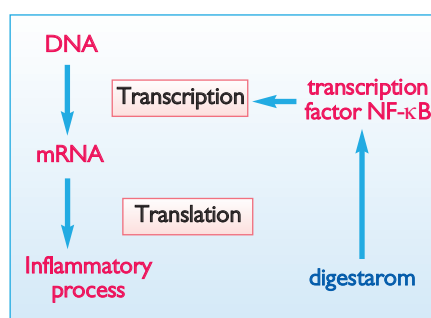 DNA
Transcription
transcription
factor NF-κB
mRNA
Translation
Inflammatory
process
digestarom